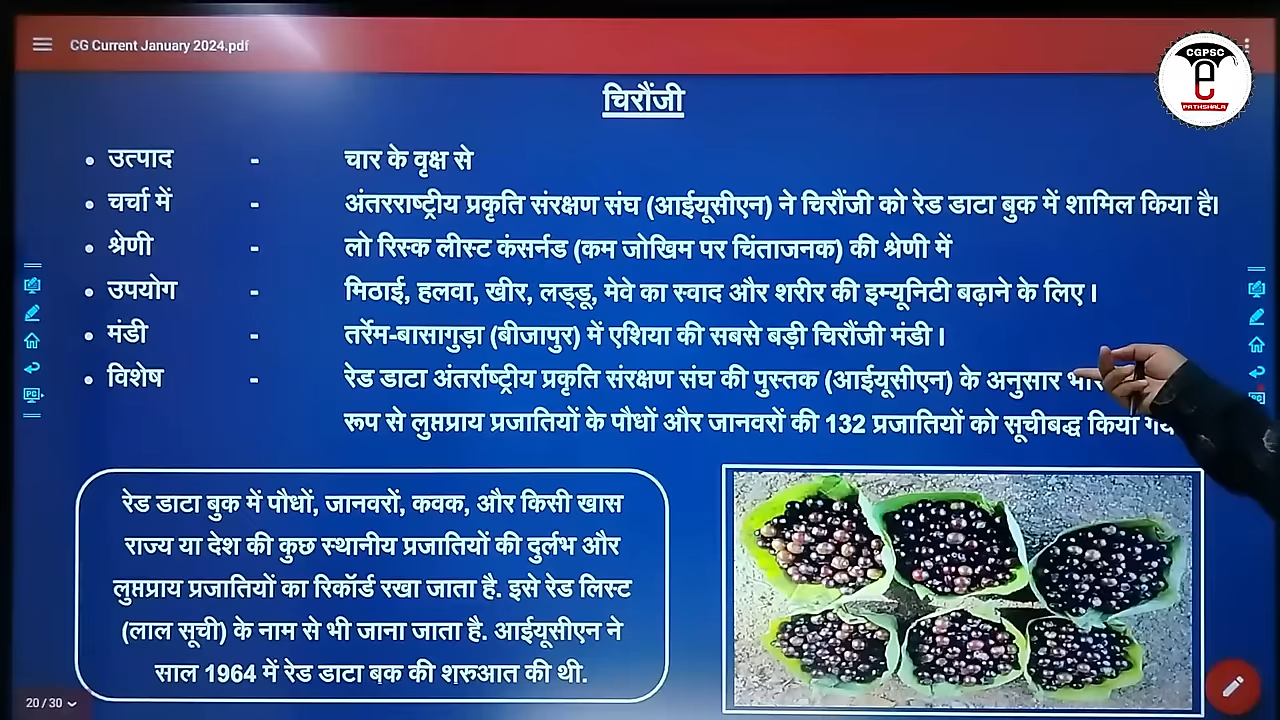 CG Current January 2024.pdf
CGPSC
e
PATHSHALA
चिरौंजी
• उत्पाद - चार के वृक्ष से
• चर्चा में - अंतरराष्ट्रीय प्रकृति संरक्षण संघ (आईयूसीएन) ने चिरौंजी को रेड डाटा बुक में शामिल किया है।
• श्रेणी - लो रिस्क लीस्ट कंसर्नड (कम जोखिम पर चिंताजनक) की श्रेणी में
• उपयोग - मिठाई, हलवा, खीर, लड्डू, मेवे का स्वाद और शरीर की इम्यूनिटी बढ़ाने के लिए ।
• मंडी - तर्रेम-बासागुड़ा (बीजापुर) में एशिया की सबसे बड़ी चिरौंजी मंडी ।
• विशेष - रेड डाटा अंतर्राष्ट्रीय प्रकृति संरक्षण संघ की पुस्तक (आईयूसीएन) के अनुसार
रूप से लुप्तप्राय प्रजातियों के पौधों और जानवरों की 132 प्रजातियों को सूचीबद्ध किया
रेड डाटा बुक में पौधों, जानवरों, कवक, और किसी खास
राज्य या देश की कुछ स्थानीय प्रजातियों की दुर्लभ और
लुप्तप्राय प्रजातियों का रिकॉर्ड रखा जाता है. इसे रेड लिस्ट
(लाल सूची) के नाम से भी जाना जाता है. आईयूसीएन ने
साल 1964 में रेड डाटा बुक की शुरुआत की थी.
20 / 30